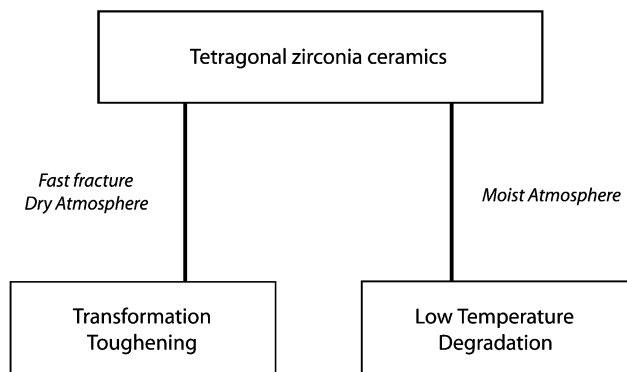 Tetragonal zirconia ceramics
Fast fracture
Dry Atmosphere
Moist Atmosphere
Transformation
Toughening
Low Temperature
Degradation